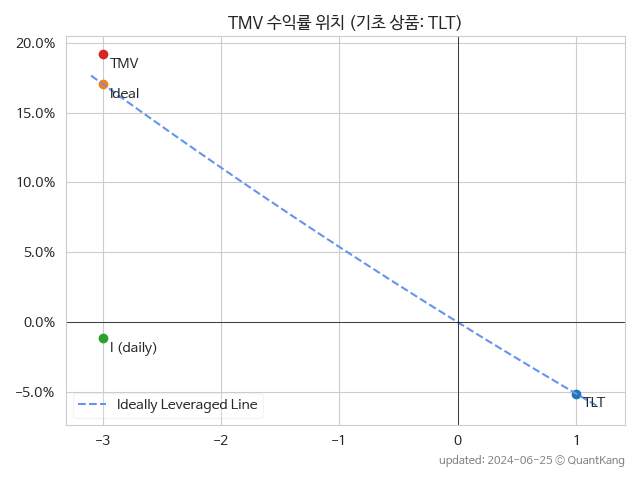 TMV 수익률 위치 (기초 상품: TLT)
20.0%
15.0%
10.0%
5.0%
0.0%
−5.0%
TMV
Ideal
I (daily)
TLT
Ideally Leveraged Line
−3
−2
−1
0
1
updated: 2024-06-25 © QuantKang